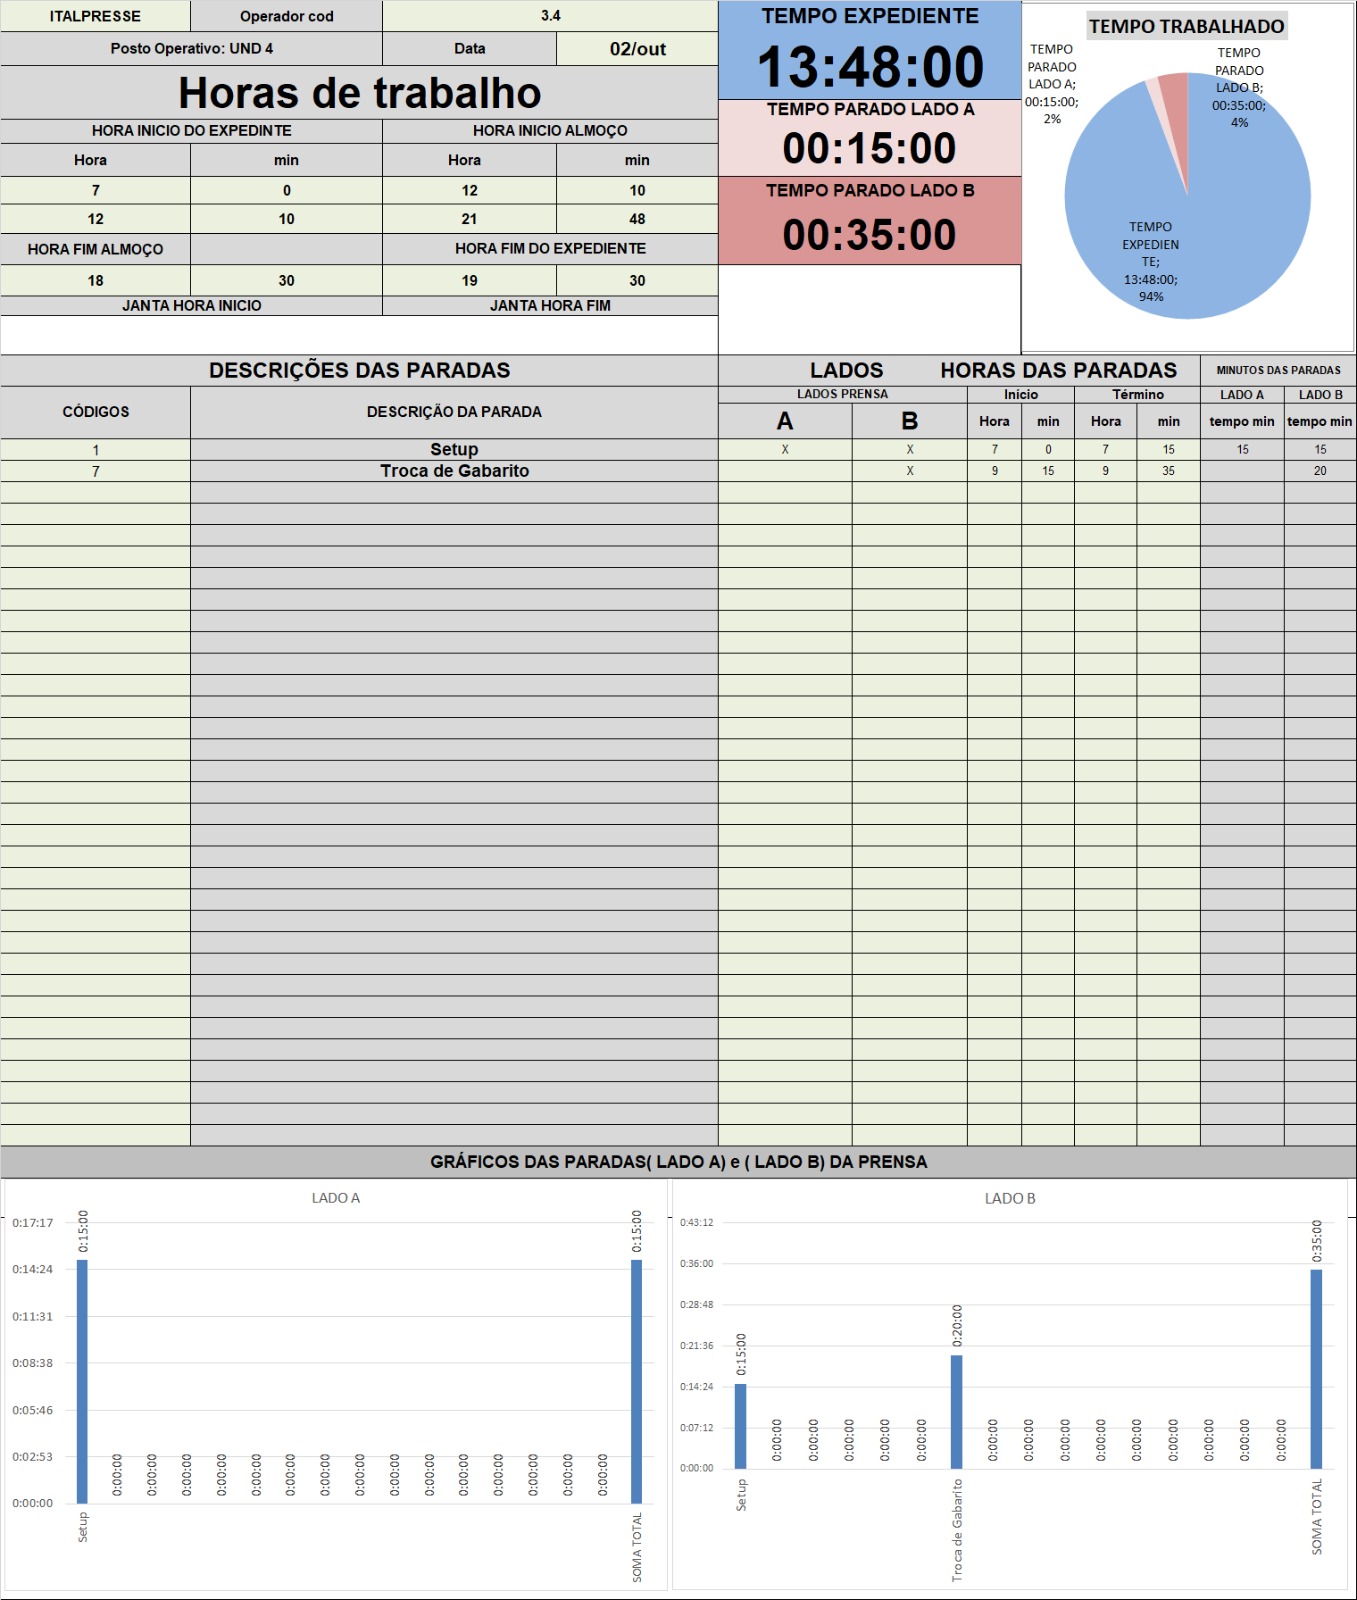 ITALPRESSE Operador cod 3.4
Posto Operativo: UND 4 Data 02/out
Horas de trabalho
HORA INICIO DO EXPEDINTE HORA INICIO ALMOÇO
Hora min Hora min
7 0 12 10
12 10 21 48
HORA FIM ALMOÇO HORA FIM DO EXPEDIENTE
18 30 19 30
JANTA HORA INICIO JANTA HORA FIM
TEMPO EXPEDIENTE
13:48:00
TEMPO PARADO LADO A
00:15:00
TEMPO PARADO LADO B
00:35:00
TEMPO TRABALHADO
TEMPO
PARADO
LADO A;
00:15:00;
2%
TEMPO
PARADO
LADO B;
00:35:00;
4%
TEMPO
EXPEDIEN
TE;
13:48:00;
94%
DESCRIÇÕES DAS PARADAS LADOS HORAS DAS PARADAS MINUTOS DAS PARADAS
LADOS PRENSA Início Término LADO A LADO B
CÓDIGOS DESCRIÇÃO DA PARADA A B Hora min Hora min tempo min tempo min
1 Setup X X 7 0 7 15 15 15
7 Troca de Gabarito X 9 15 9 35 20
GRÁFICOS DAS PARADAS( LADO A) e ( LADO B) DA PRENSA
LADO A
0:17:17
0:14:24
0:11:31
0:08:38
0:05:46
0:02:53
0:00:00
0:15:00 0:00:00 0:00:00 0:00:00 0:00:00 0:00:00 0:00:00 0:00:00 0:00:00 0:00:00 0:00:00 0:00:00 0:00:00 0:00:00 0:00:00 0:00:00 0:15:00
Setup SOMA TOTAL
LADO B
0:43:12
0:36:00
0:28:48
0:21:36
0:14:24
0:07:12
0:00:00
0:15:00 0:00:00 0:00:00 0:00:00 0:00:00 0:00:00 0:20:00 0:00:00 0:00:00 0:00:00 0:00:00 0:00:00 0:00:00 0:00:00 0:00:00 0:00:00 0:35:00
Setup Troca de Gabarito SOMA TOTAL